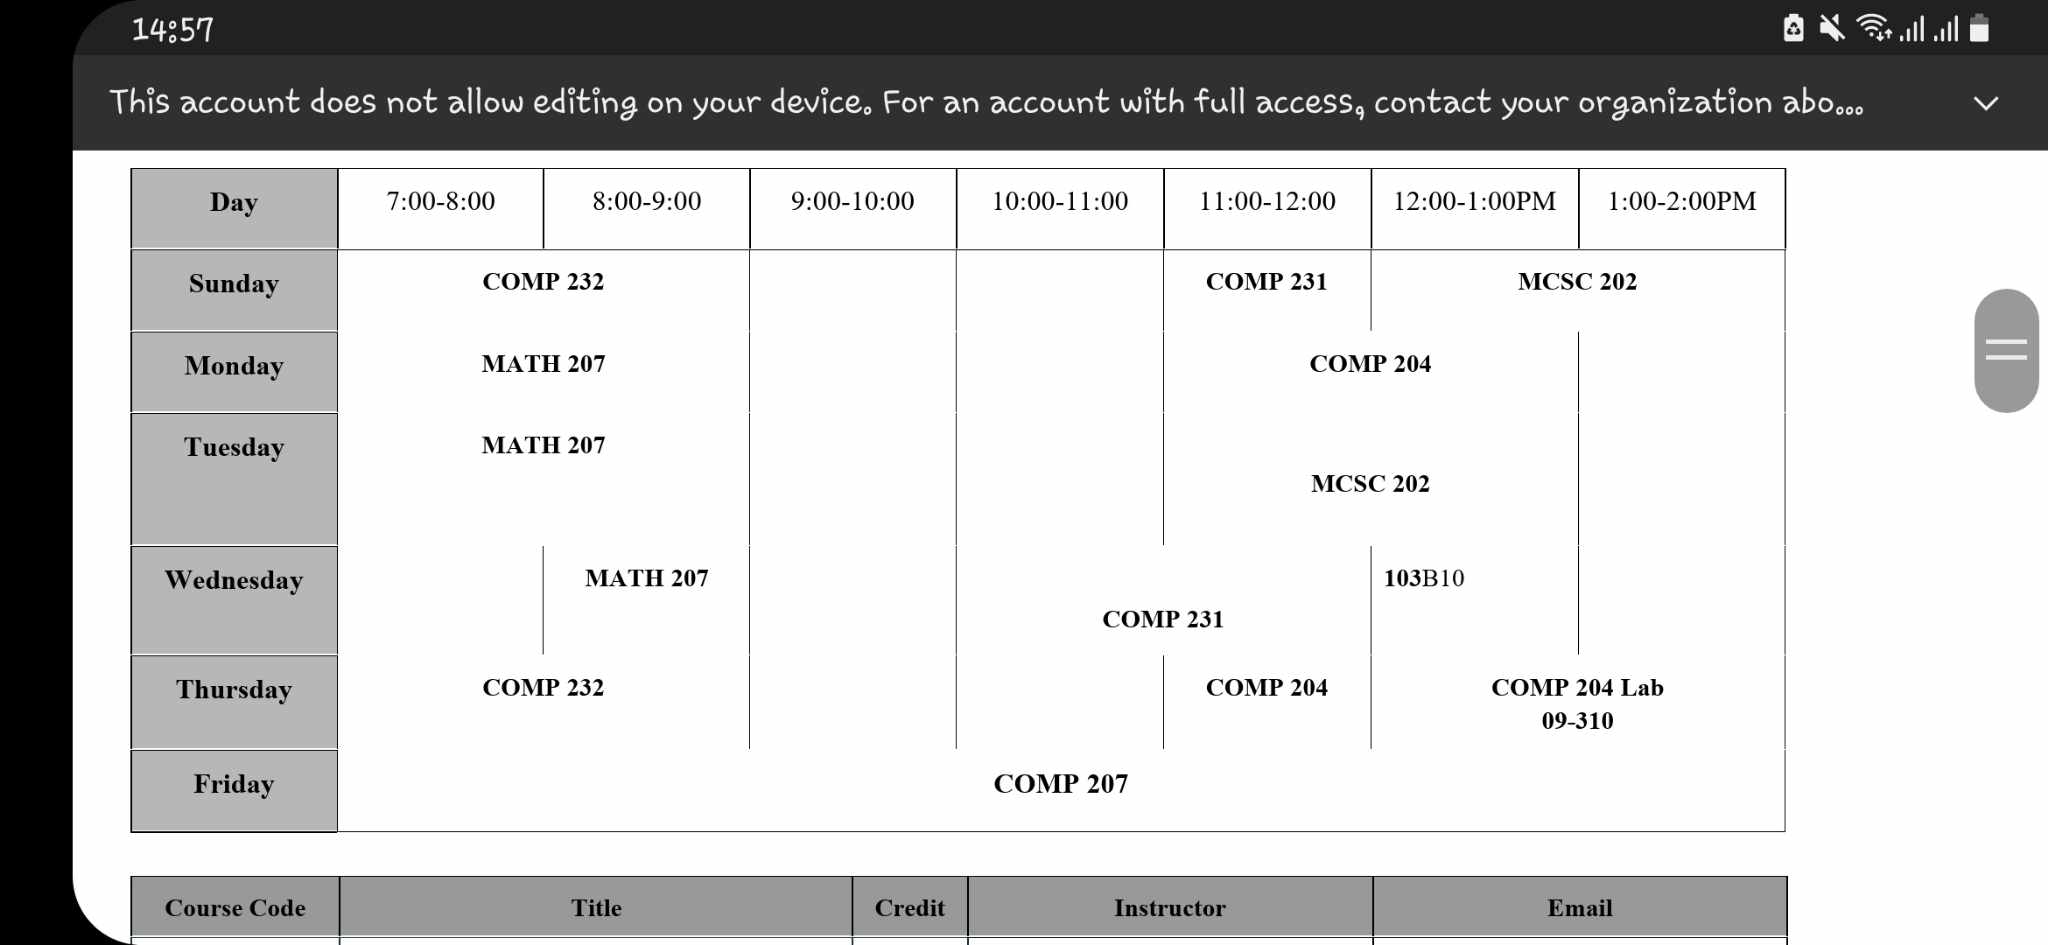 14:57
This account does not allow editing on your device. For an account with full access, contact your organization abo...
Day 7:00-8:00 8:00-9:00 9:00-10:00 10:00-11:00 11:00-12:00 12:00-1:00PM 1:00-2:00PM
Sunday COMP 232 COMP 231 MCSC 202
Monday MATH 207 COMP 204
Tuesday MATH 207
MCSC 202
Wednesday MATH 207 103B10
COMP 231
Thursday COMP 232 COMP 204 COMP 204 Lab
09-310
Friday COMP 207
Course Code Title Credit Instructor Email